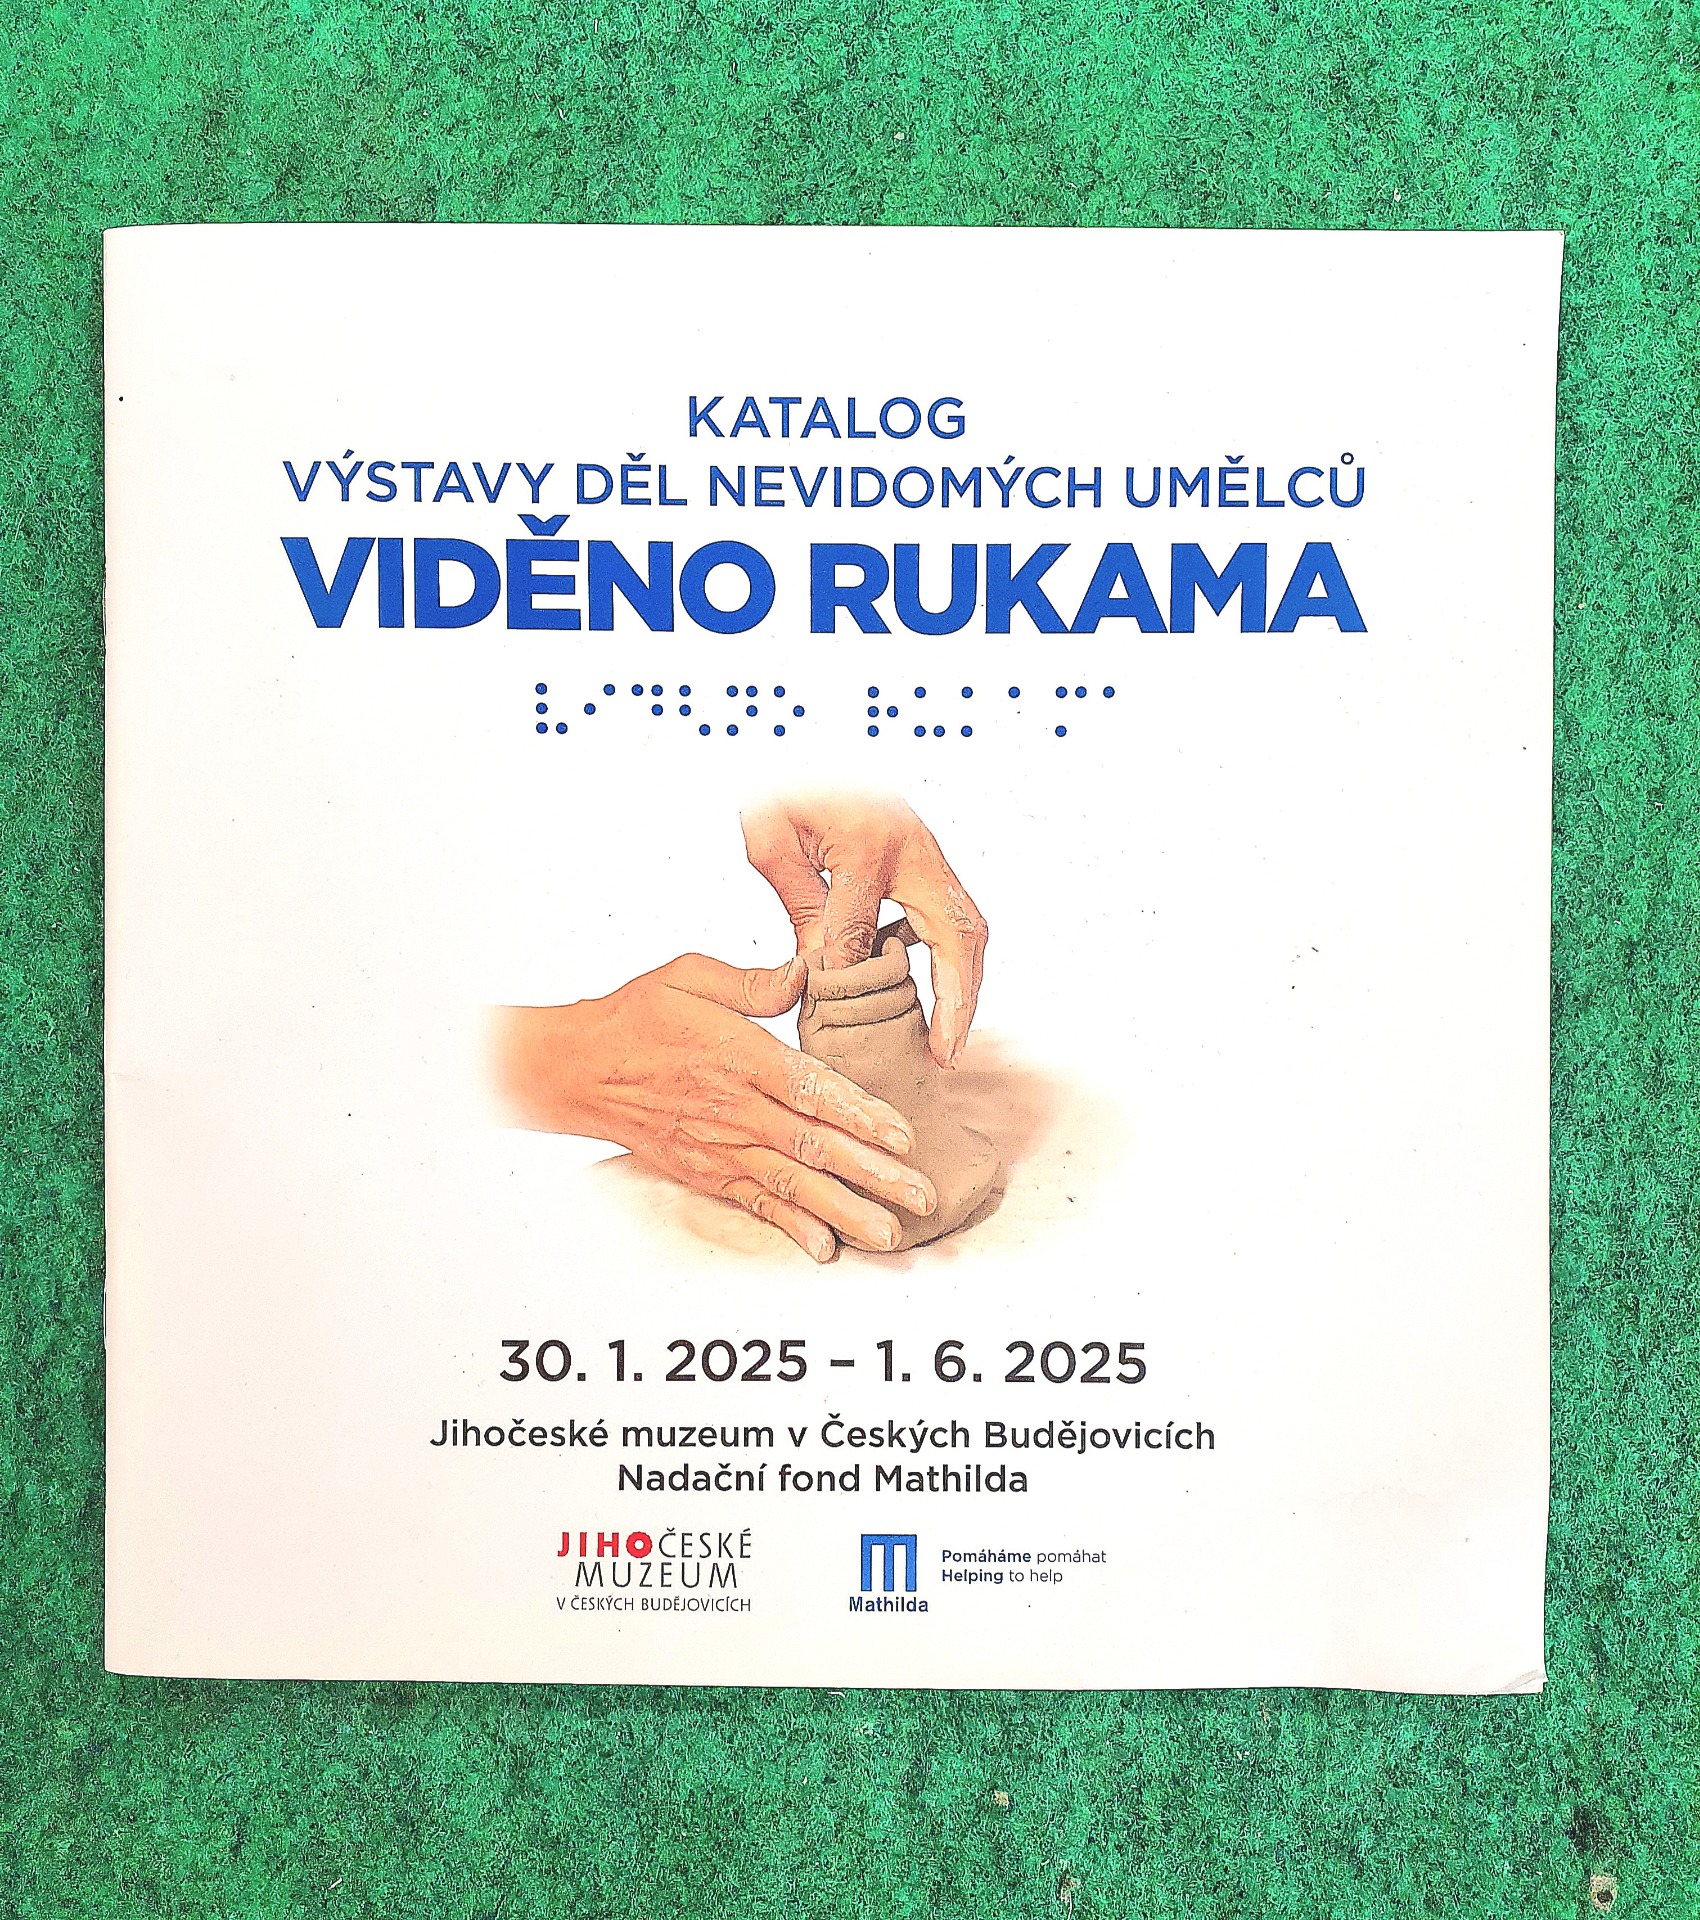 KATALOG
VÝSTAVY DĚL NEVIDOMÝCH UMĚLCŮ
VIDĚNO RUKAMA
⠧⠊⠙⠣⠝⠕ ⠗⠥⠅⠁⠍⠁
30. 1. 2025 – 1. 6. 2025
Jihočeské muzeum v Českých Budějovicích
Nadační fond Mathilda
JIHOČESKÉ
MUZEUM
V ČESKÝCH BUDĚJOVICÍCH
Mathilda
Pomáháme pomáhat
Helping to help